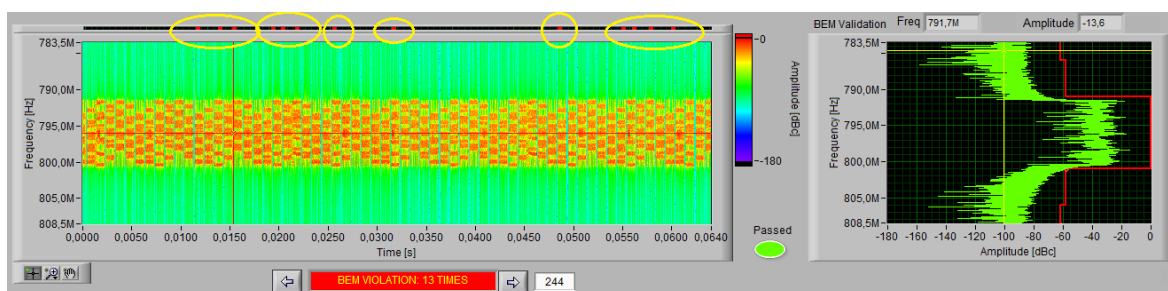 BEM Validation Freq 791,7M Amplitude -13,6
783,5M
790,0M
795,0M
800,0M
805,0M
808,5M
Frequency [Hz]
0,0000 0,0050 0,0100 0,0150 0,0200 0,0250 0,0300 0,0350 0,0400 0,0450 0,0500 0,0550 0,0600 0,0640
Time [s]
-0
-180
Amplitude [dBc]
Passed
BEM VIOLATION: 13 TIMES
244
783,5M
790,0M
795,0M
800,0M
805,0M
808,5M
Frequency [Hz]
-180 -160 -140 -120 -100 -80 -60 -40 -20 0
Amplitude [dBc]